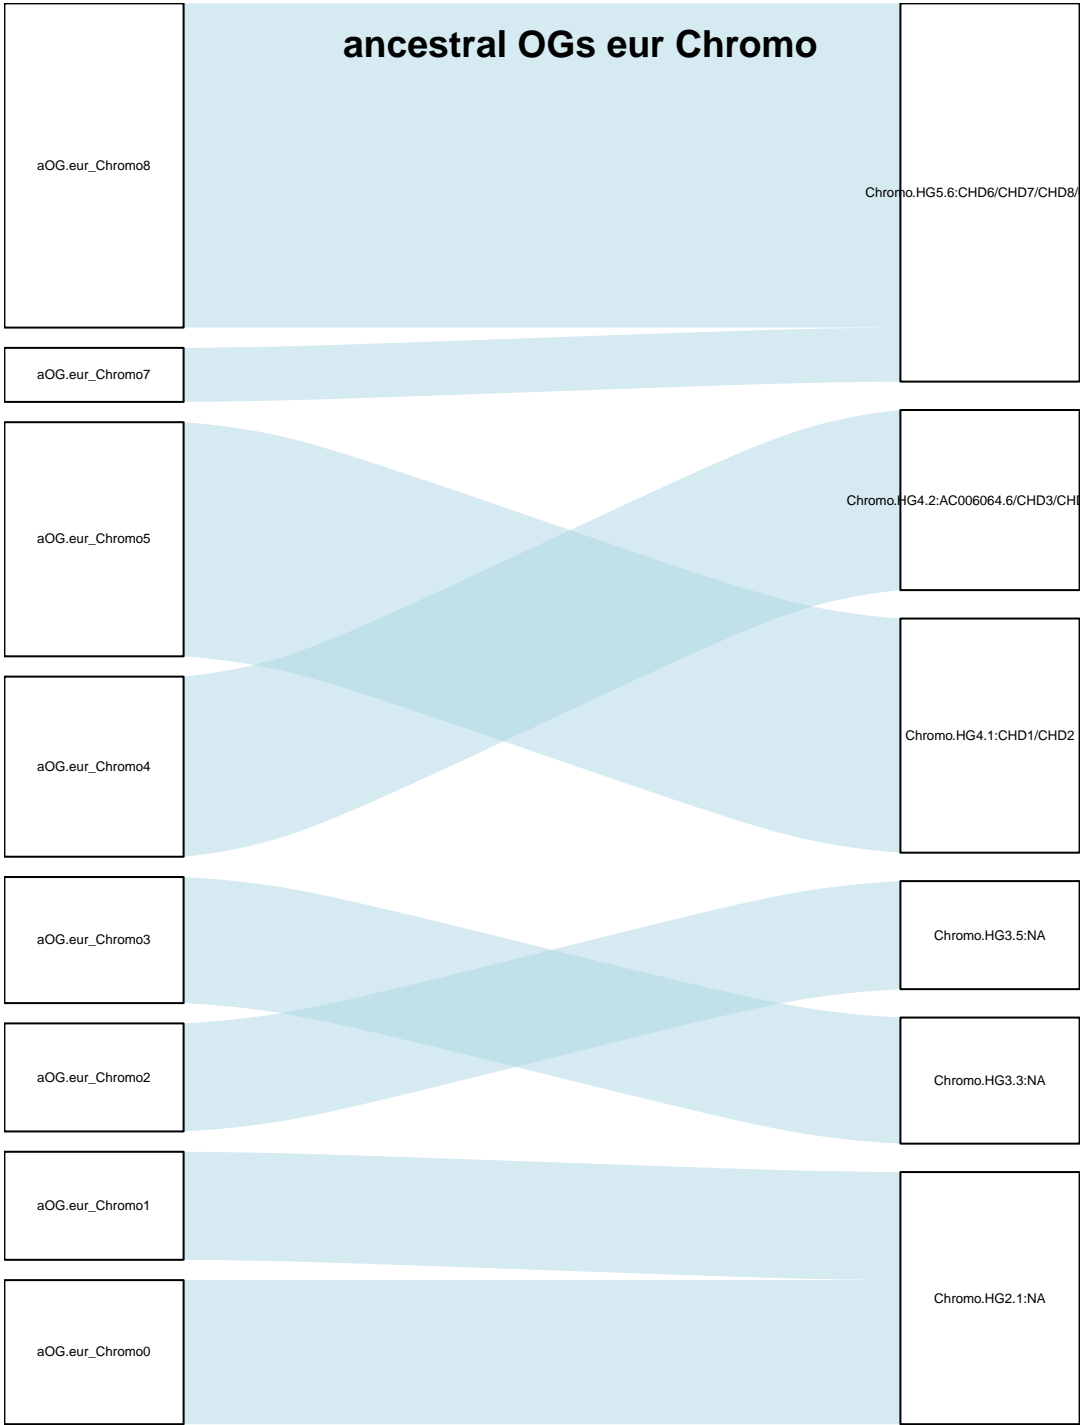 ancestral OGs eur Chromo
aOG.eur_Chromo8
Chromo.HG5.6:CHD6/CHD7/CHD8/
aOG.eur_Chromo7
Chromo.HG4.2:AC006064.6/CHD3/CHD
aOG.eur_Chromo5
Chromo.HG4.1:CHD1/CHD2
aOG.eur_Chromo4
Chromo.HG3.5:NA
aOG.eur_Chromo3
aOG.eur_Chromo2
Chromo.HG3.3:NA
aOG.eur_Chromo1
Chromo.HG2.1:NA
aOG.eur_Chromo0